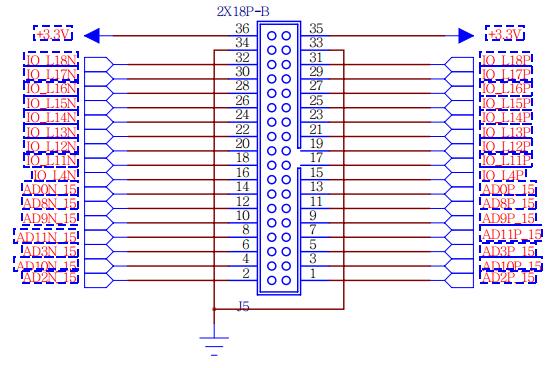 2X18P-B
+3.3V 36 35 +3.3V
34 33
IO_L18N 32 31 IO_L18P
IO_L17N 30 29 IO_L17P
IO_L16N 28 27 IO_L16P
IO_L15N 26 25 IO_L15P
IO_L14N 24 23 IO_L14P
IO_L13N 22 21 IO_L13P
IO_L12N 20 19 IO_L12P
IO_L11N 18 17 IO_L11P
IO_L4N 16 15 IO_L4P
AD0N_15 14 13 AD0P_15
AD8N_15 12 11 AD8P_15
AD9N_15 10 9 AD9P_15
AD11N_15 8 7 AD11P_15
AD3N_15 6 5 AD3P_15
AD10N_15 4 3 AD10P_15
AD2N_15 2 1 AD2P_15
J5